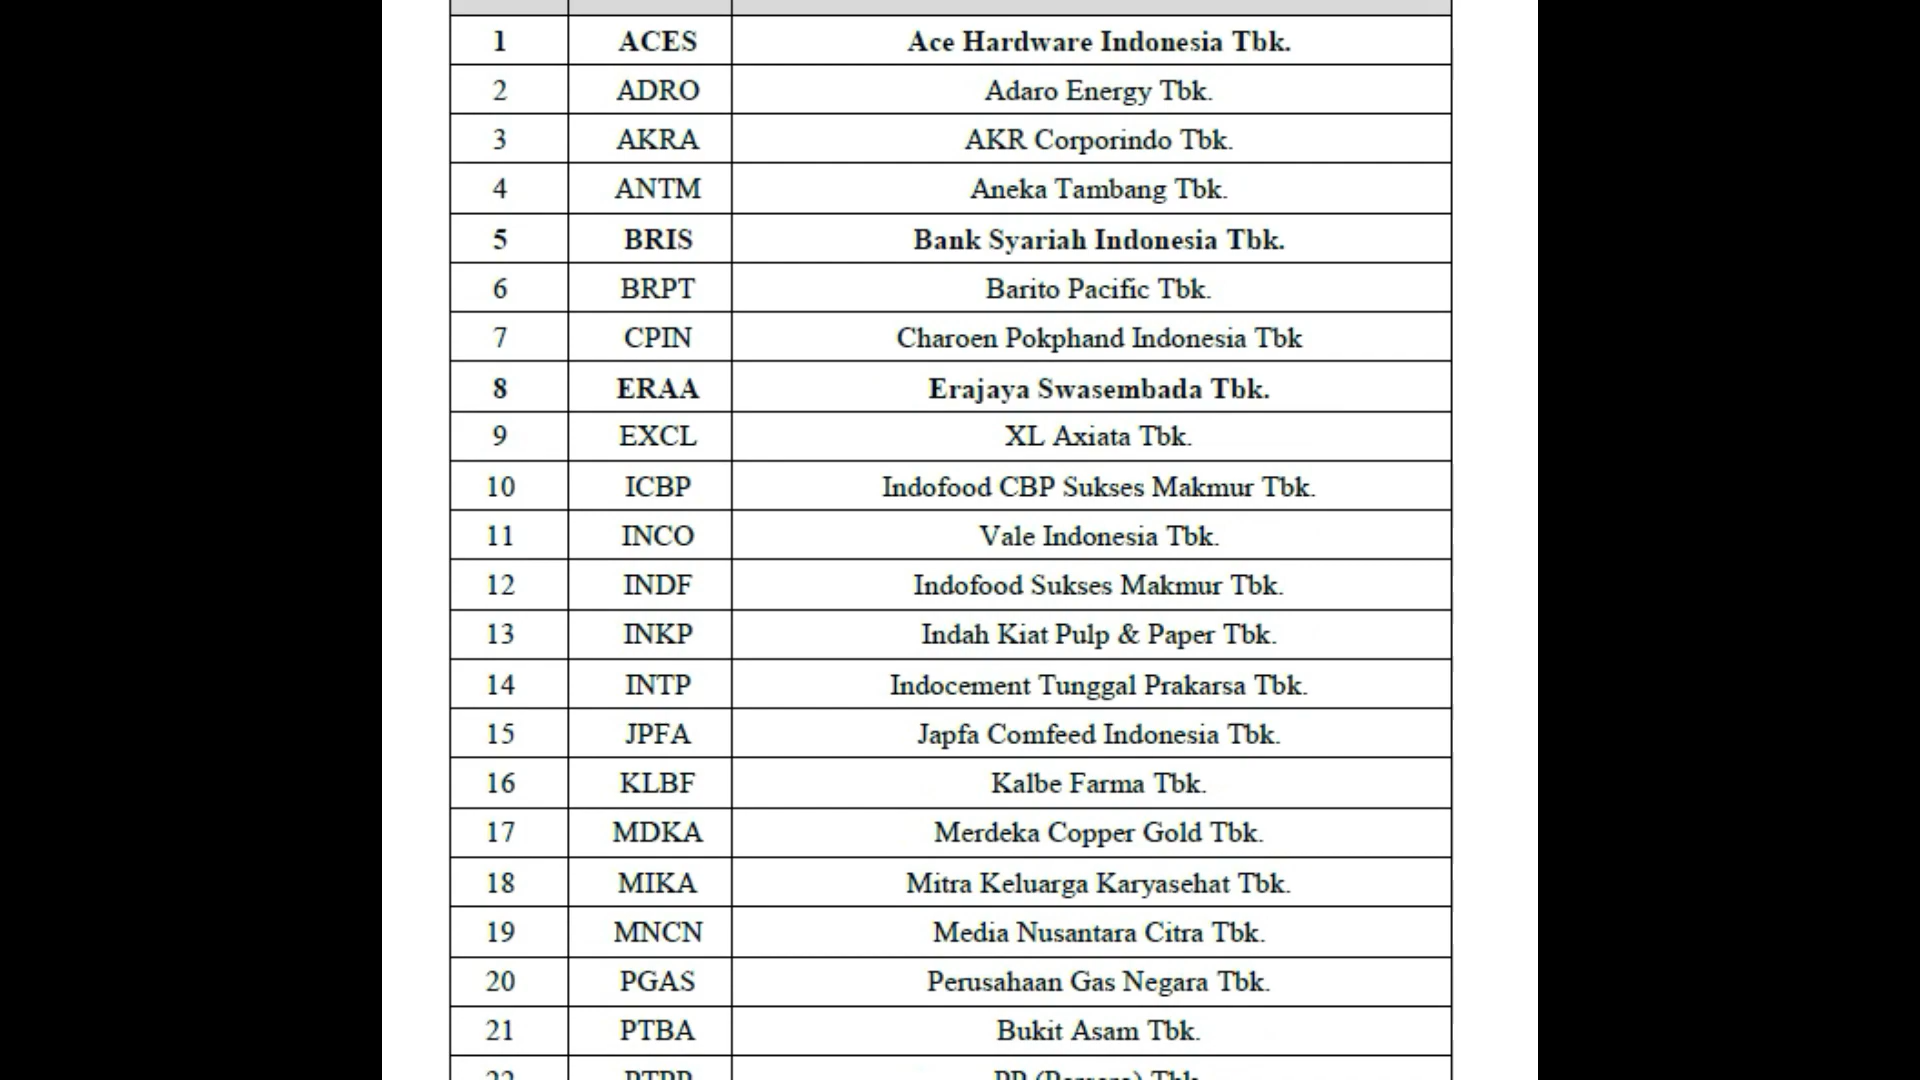 1 ACES Ace Hardware Indonesia Tbk.
2 ADRO Adaro Energy Tbk.
3 AKRA AKR Corporindo Tbk.
4 ANTM Aneka Tambang Tbk.
5 BRIS Bank Syariah Indonesia Tbk.
6 BRPT Barito Pacific Tbk.
7 CPIN Charoen Pokphand Indonesia Tbk
8 ERAA Erajaya Swasembada Tbk.
9 EXCL XL Axiata Tbk.
10 ICBP Indofood CBP Sukses Makmur Tbk.
11 INCO Vale Indonesia Tbk.
12 INDF Indofood Sukses Makmur Tbk.
13 INKP Indah Kiat Pulp & Paper Tbk.
14 INTP Indocement Tunggal Prakarsa Tbk.
15 JPFA Japfa Comfeed Indonesia Tbk.
16 KLBF Kalbe Farma Tbk.
17 MDKA Merdeka Copper Gold Tbk.
18 MIKA Mitra Keluarga Karyasehat Tbk.
19 MNCN Media Nusantara Citra Tbk.
20 PGAS Perusahaan Gas Negara Tbk.
21 PTBA Bukit Asam Tbk.
22 PTPP PP (Persero) Tbk